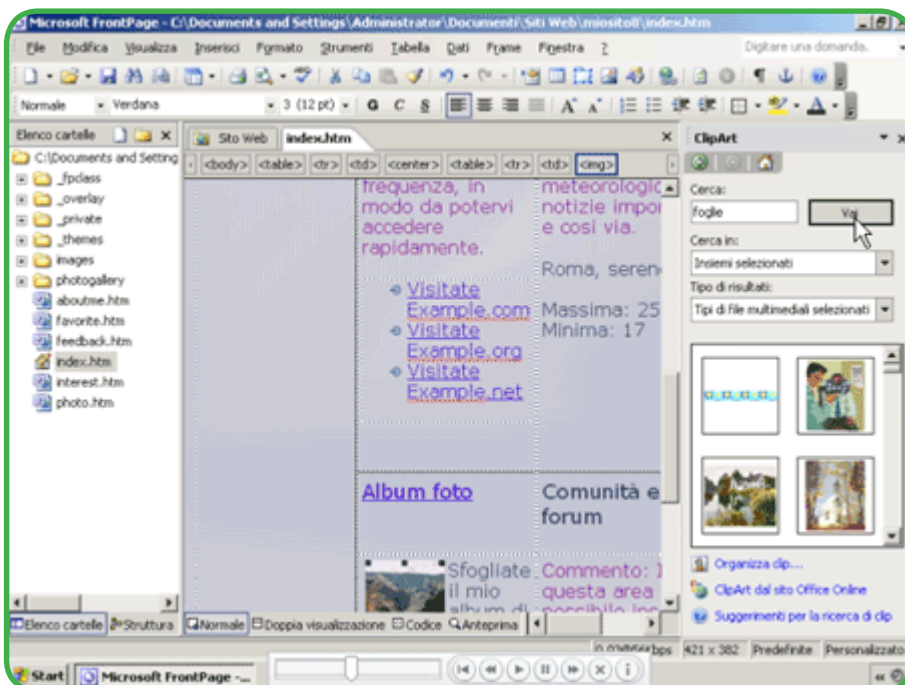 Microsoft FrontPage - C:\Documents and Settings\Administrator\Documenti\Siti Web\miosito8\index.htm
File Modifica Visualizza Inserisci Formato Strumenti Tabella Dati Frame Finestra ?
Digitare una domanda.
Normale Verdana 3 (12 pt) G C S
Elenco cartelle
C:\Documents and Setting
_fpclass
_overlay
_private
_themes
images
photogallery
aboutme.htm
favorite.htm
feedback.htm
index.htm
interest.htm
photo.htm
Sito Web index.htm
<body> <table> <tr> <td> <center> <table> <tr> <td> <img>
frequenza, in
modo da potervi
accedere
rapidamente.
Visitate
Example.com
Visitate
Example.org
Visitate
Example.net
meteorologic
notizie impor
e così via.
Roma, seren
Massima: 25
Minima: 17
Album foto
Comunità e
forum
Sfogliate
il mio
album di
Commento: I
questa area
possibile ins
ClipArt
Cerca:
foglie
Vai
Cerca in:
Insiemi selezionati
Tipo di risultati:
Tipi di file multimediali selezionati
Organizza clip...
ClipArt dal sito Office Online
Suggerimenti per la ricerca di clip
Elenco cartelle Struttura
Normale Doppia visualizzazione Codice Anteprima
421 x 382 Predefinite Personalizzato
Start Microsoft FrontPage -...